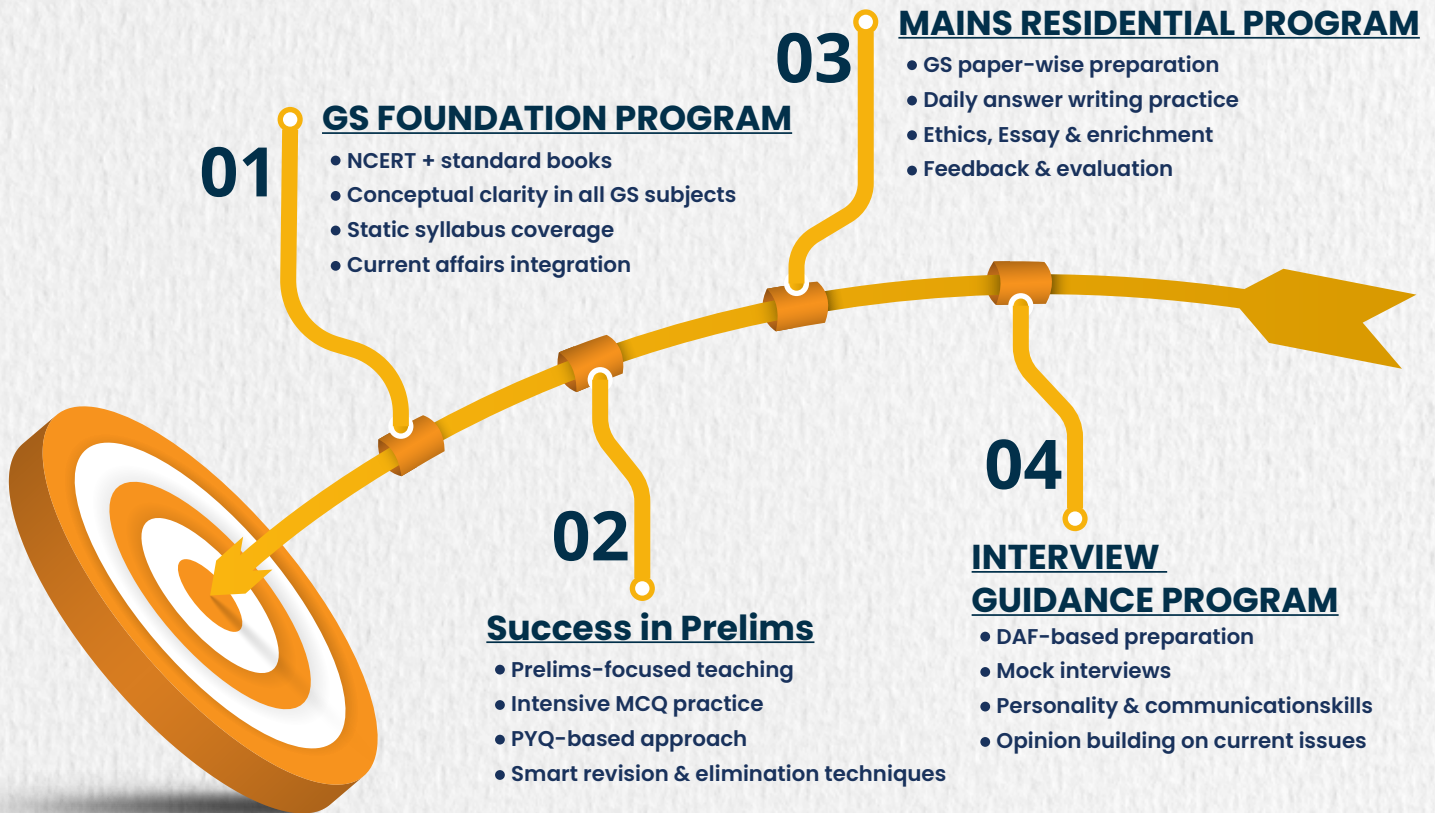 01
GS FOUNDATION PROGRAM
• NCERT + standard books
• Conceptual clarity in all GS subjects
• Static syllabus coverage
• Current affairs integration
02
Success in Prelims
• Prelims-focused teaching
• Intensive MCQ practice
• PYQ-based approach
• Smart revision & elimination techniques
03
MAINS RESIDENTIAL PROGRAM
• GS paper-wise preparation
• Daily answer writing practice
• Ethics, Essay & enrichment
• Feedback & evaluation
04
INTERVIEW
GUIDANCE PROGRAM
• DAF-based preparation
• Mock interviews
• Personality & communicationskills
• Opinion building on current issues